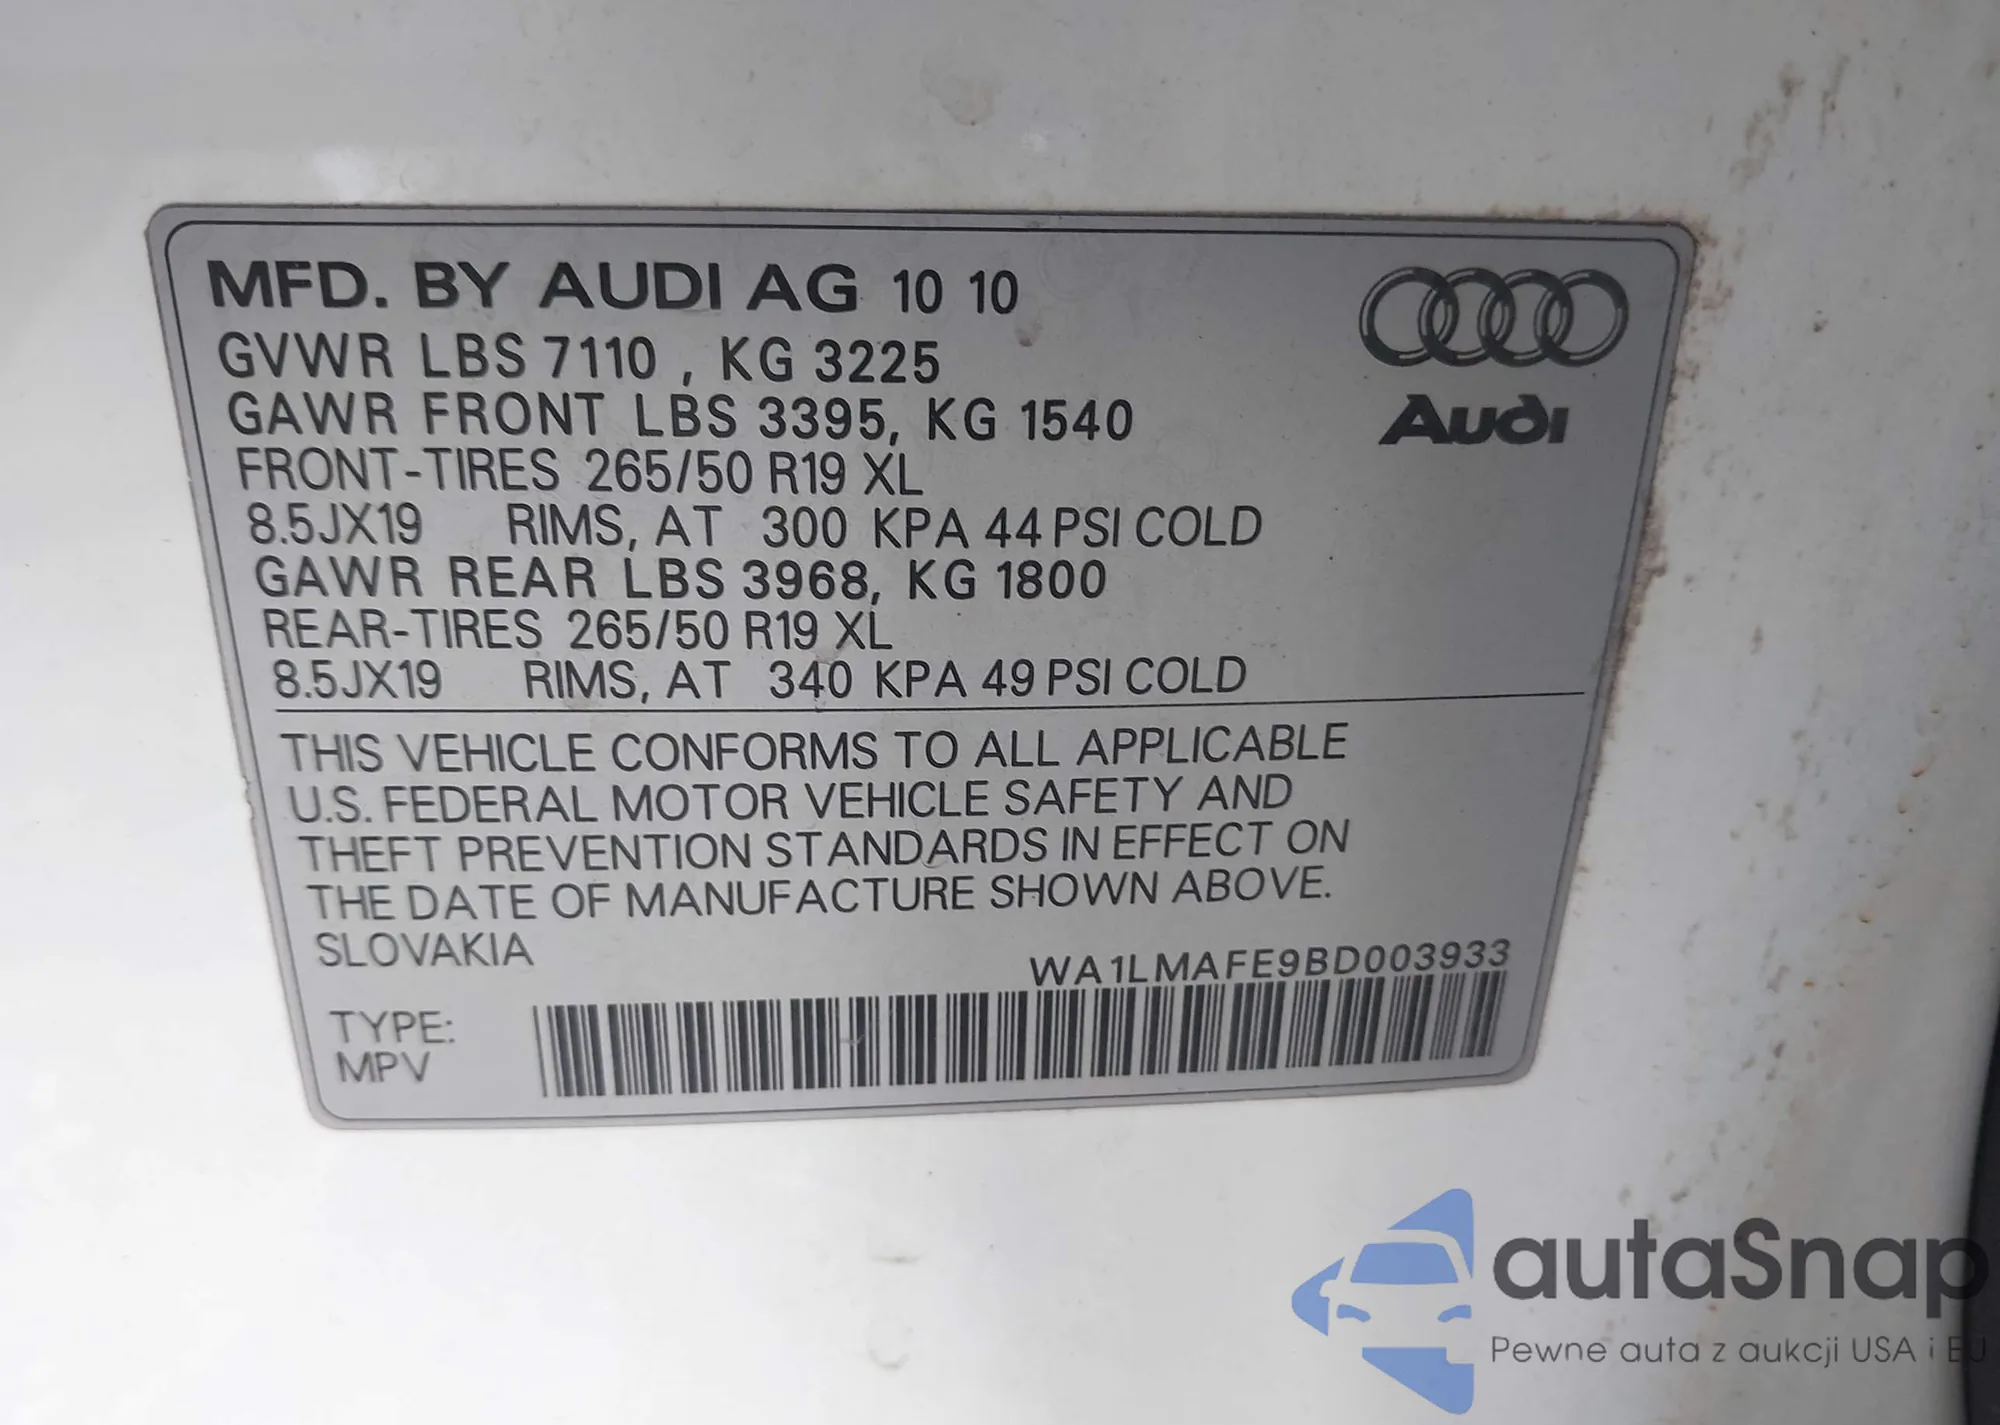 MFD. BY AUDI AG 10 10
GVWR LBS 7110 , KG 3225
GAWR FRONT LBS 3395, KG 1540
FRONT-TIRES 265/50 R19 XL
8.5JX19 RIMS, AT 300 KPA 44 PSI COLD
GAWR REAR LBS 3968, KG 1800
REAR-TIRES 265/50 R19 XL
8.5JX19 RIMS, AT 340 KPA 49 PSI COLD
Audi
THIS VEHICLE CONFORMS TO ALL APPLICABLE
U.S. FEDERAL MOTOR VEHICLE SAFETY AND
THEFT PREVENTION STANDARDS IN EFFECT ON
THE DATE OF MANUFACTURE SHOWN ABOVE.
SLOVAKIA
WA1LMAFE9BD003933
TYPE:
MPV
autaSnap
Pewne auta z aukcji USA i EU